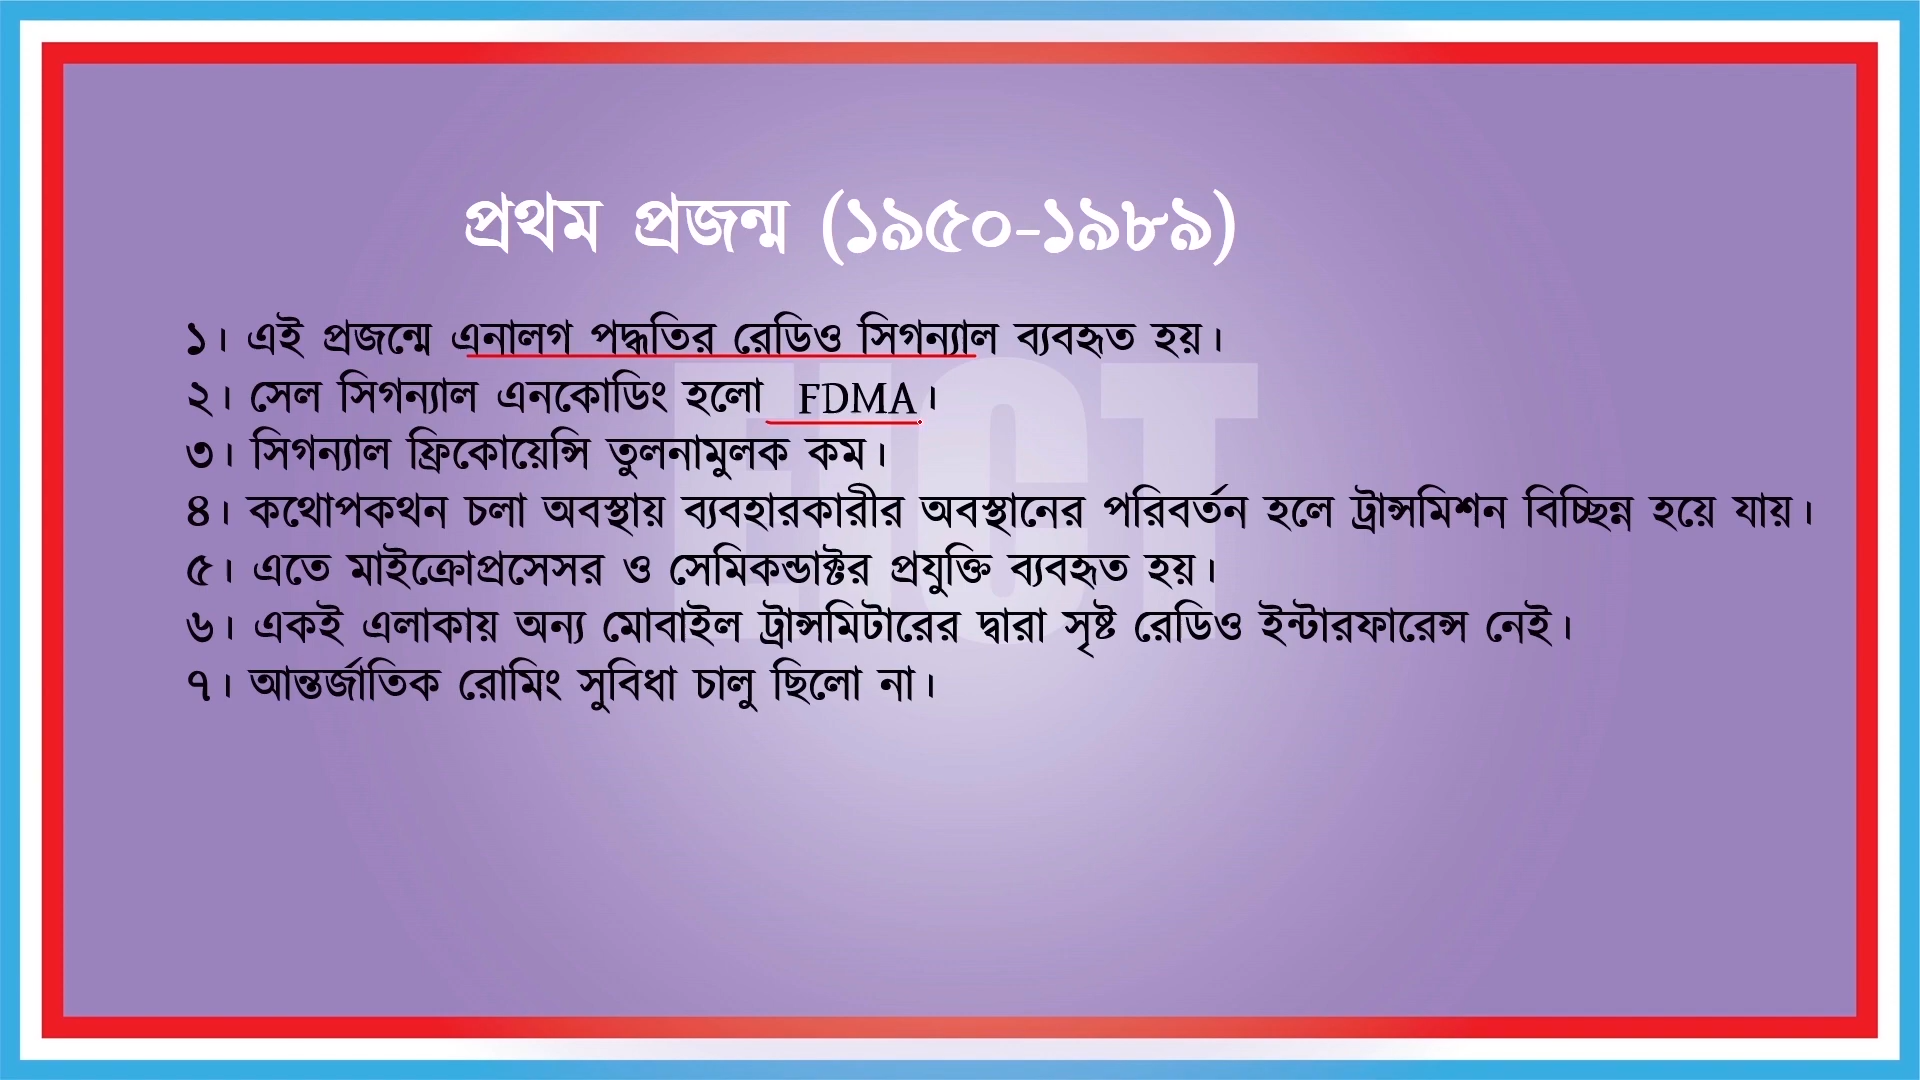 প্রথম প্রজন্ম (১৯৫০-১৯৮৯)
১। এই প্রজন্মে এনালগ পদ্ধতির রেডিও সিগন্যাল ব্যবহৃত হয়।
২। সেল সিগন্যাল এনকোডিং হলো FDMA।
৩। সিগন্যাল ফ্রিকোয়েন্সি তুলনামুলক কম।
৪। কথোপকথন চলা অবস্থায় ব্যবহারকারীর অবস্থানের পরিবর্তন হলে ট্রান্সমিশন বিচ্ছিন্ন হয়ে যায়।
৫। এতে মাইক্রোপ্রসেসর ও সেমিকন্ডাক্টর প্রযুক্তি ব্যবহৃত হয়।
৬। একই এলাকায় অন্য মোবাইল ট্রান্সমিটারের দ্বারা সৃষ্ট রেডিও ইন্টারফারেন্স নেই।
৭। আন্তর্জাতিক রোমিং সুবিধা চালু ছিলো না।
EICT